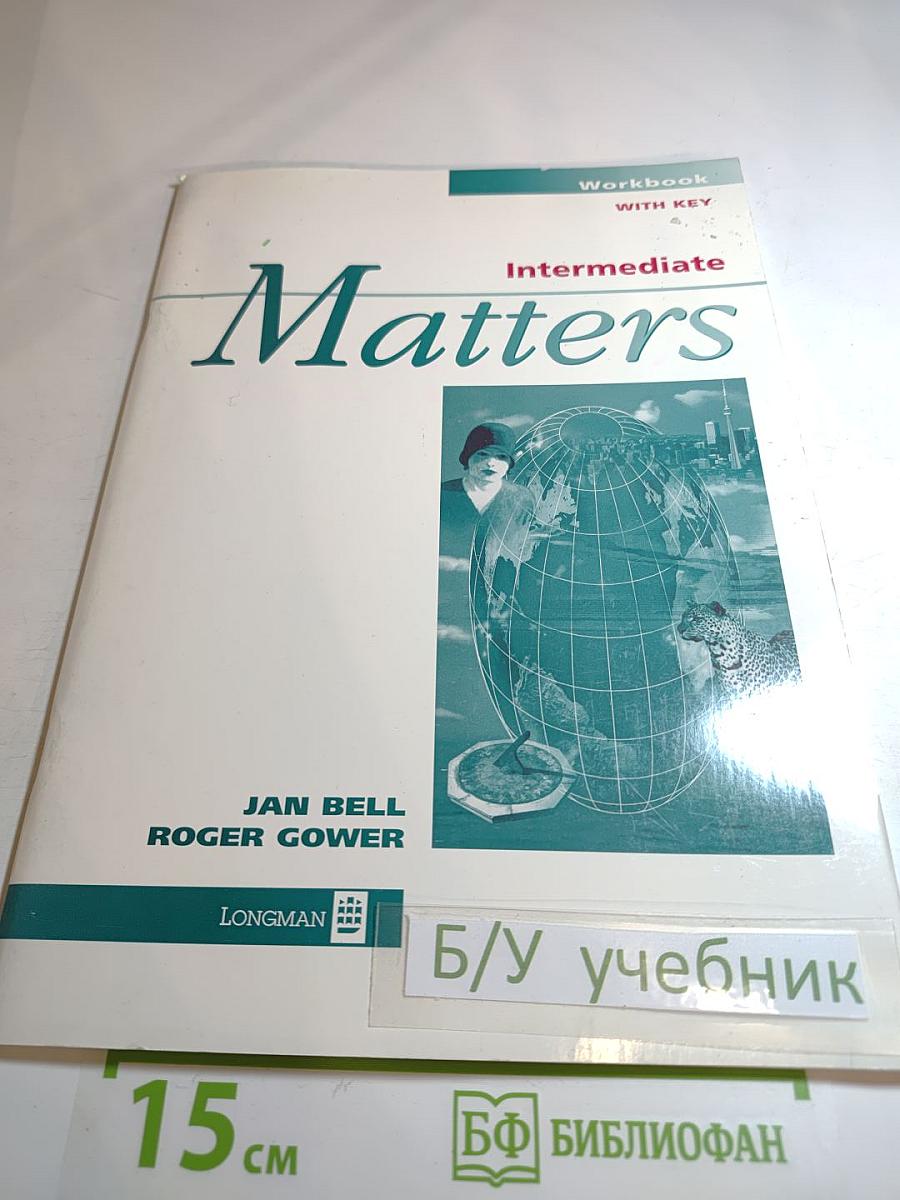 Workbook
WITH KEY
Intermediate
Matters
JAN BELL
ROGER GOWER
LONGMAN
Б/У учебник
15 см
БФ БИБЛИОФАН